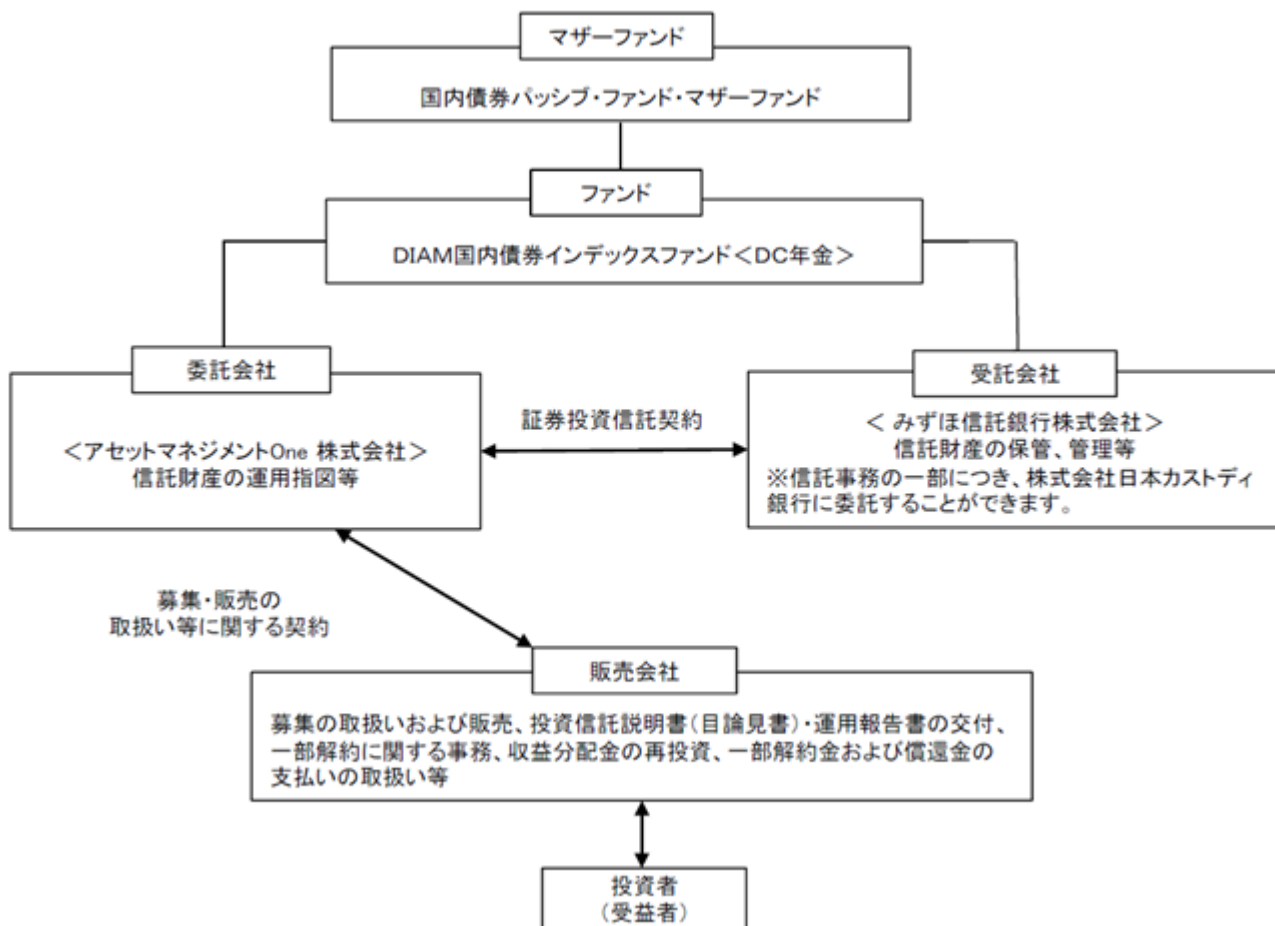 マザーファンド
国内債券パッシブ・ファンド・マザーファンド
ファンド
DIAM国内債券インデックスファンド＜DC年金＞
委託会社
＜アセットマネジメントOne 株式会社＞
信託財産の運用指図等
証券投資信託契約
受託会社
＜ みずほ信託銀行株式会社＞
信託財産の保管、管理等
※信託事務の一部につき、株式会社日本カストディ
銀行に委託することができます。
募集・販売の
取扱い等に関する契約
販売会社
募集の取扱いおよび販売、投資信託説明書（目論見書）・運用報告書の交付、
一部解約に関する事務、収益分配金の再投資、一部解約金および償還金の
支払いの取扱い等
投資者
（受益者）